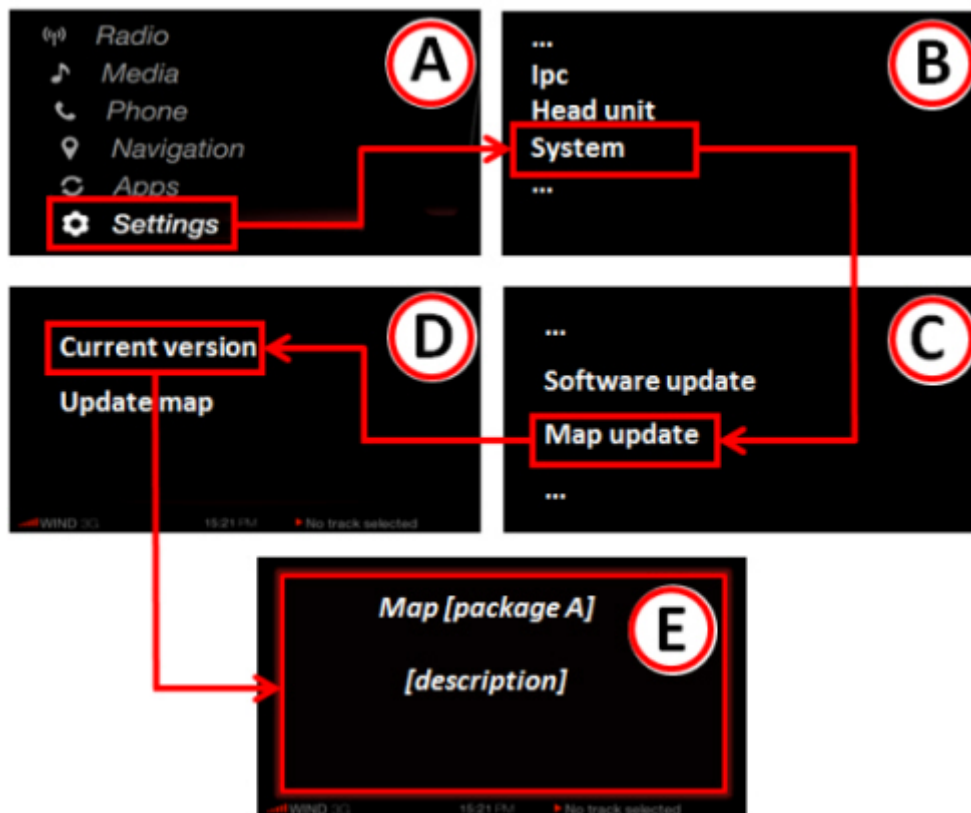 Radio
Media
Phone
Navigation
Apps
Settings
A
...
Ipc
Head unit
System
...
B
Current version
Update map
D
WIND 3G 15:21 PM No track selected
...
Software update
Map update
...
C
Map [package A]
[description]
E
WIND 3G 15:21 PM No track selected